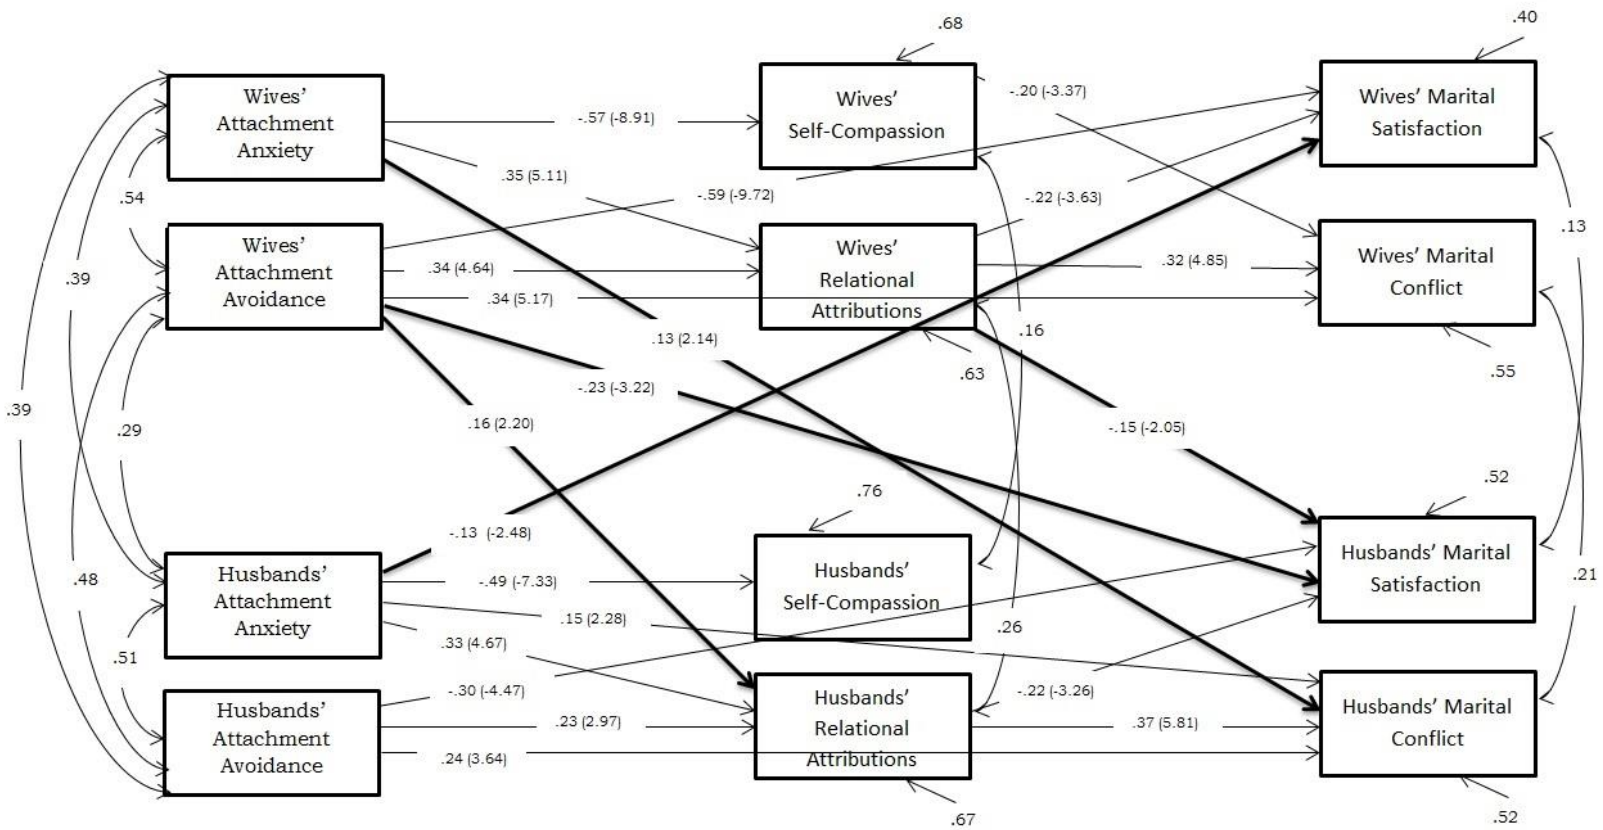 .68
.40
Wives'
Attachment
Anxiety
-.57 (-8.91)
Wives'
Self-Compassion
-.20 (-3.37)
Wives' Marital
Satisfaction
.35 (5.11)
.54
-.59 (-9.72)
-.22 (-3.63)
.13
Wives'
Attachment
Avoidance
.34 (4.64)
.34 (5.17)
Wives'
Relational
Attributions
.32 (4.85)
Wives' Marital
Conflict
.39
.13 (2.14)
.16
.63
.55
-.23 (-3.22)
.39
.29
.16 (2.20)
-.15 (-2.05)
.76
.52
-.13 (-2.48)
Husbands'
Attachment
Anxiety
-.49 (-7.33)
Husbands'
Self-Compassion
Husbands' Marital
Satisfaction
.48
.21
.15 (2.28)
.26
.33 (4.67)
.51
-.30 (-4.47)
-.22 (-3.26)
Husbands'
Attachment
Avoidance
.23 (2.97)
.24 (3.64)
Husbands'
Relational
Attributions
.37 (5.81)
Husbands' Marital
Conflict
.67
.52